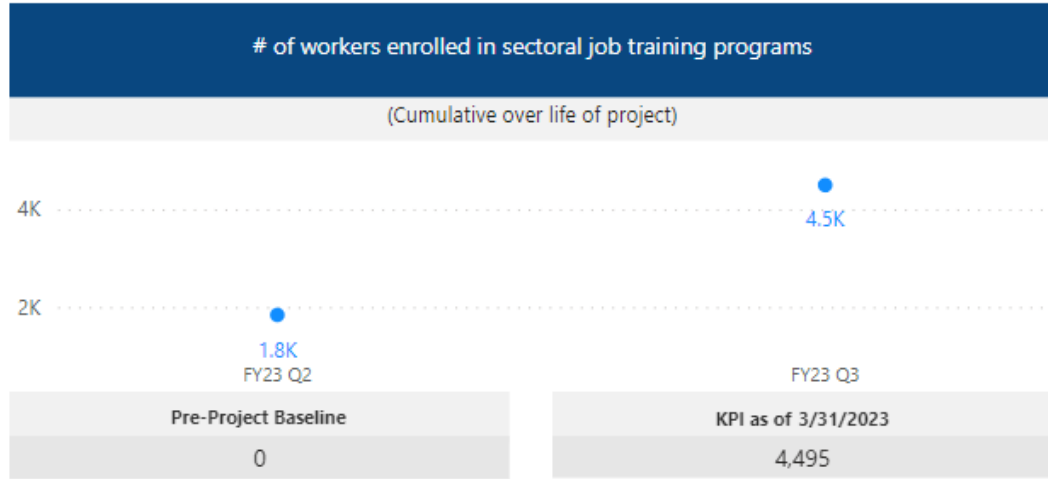 # of workers enrolled in sectoral job training programs
(Cumulative over life of project)
4K
4.5K
2K
1.8K
FY23 Q2
FY23 Q3
Pre-Project Baseline
KPI as of 3/31/2023
0
4,495